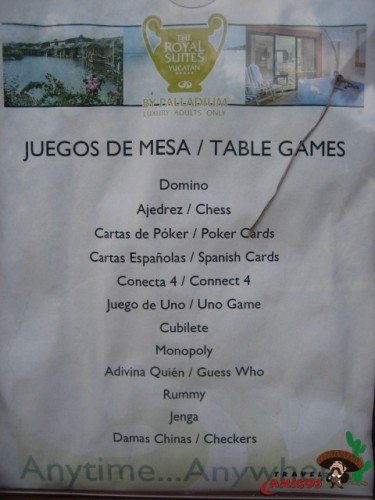 THE
ROYAL
SUITES
YUCATAN
BY PALLADIUM
LUXURY ADULTS ONLY
JUEGOS DE MESA / TABLE GAMES
Domino
Ajedrez / Chess
Cartas de Póker / Poker Cards
Cartas Españolas / Spanish Cards
Conecta 4 / Connect 4
Juego de Uno / Uno Game
Cubilete
Monopoly
Adivina Quién / Guess Who
Rummy
Jenga
Damas Chinas / Checkers
Anytime...Anywhere
TRAVEL
AMIGOS